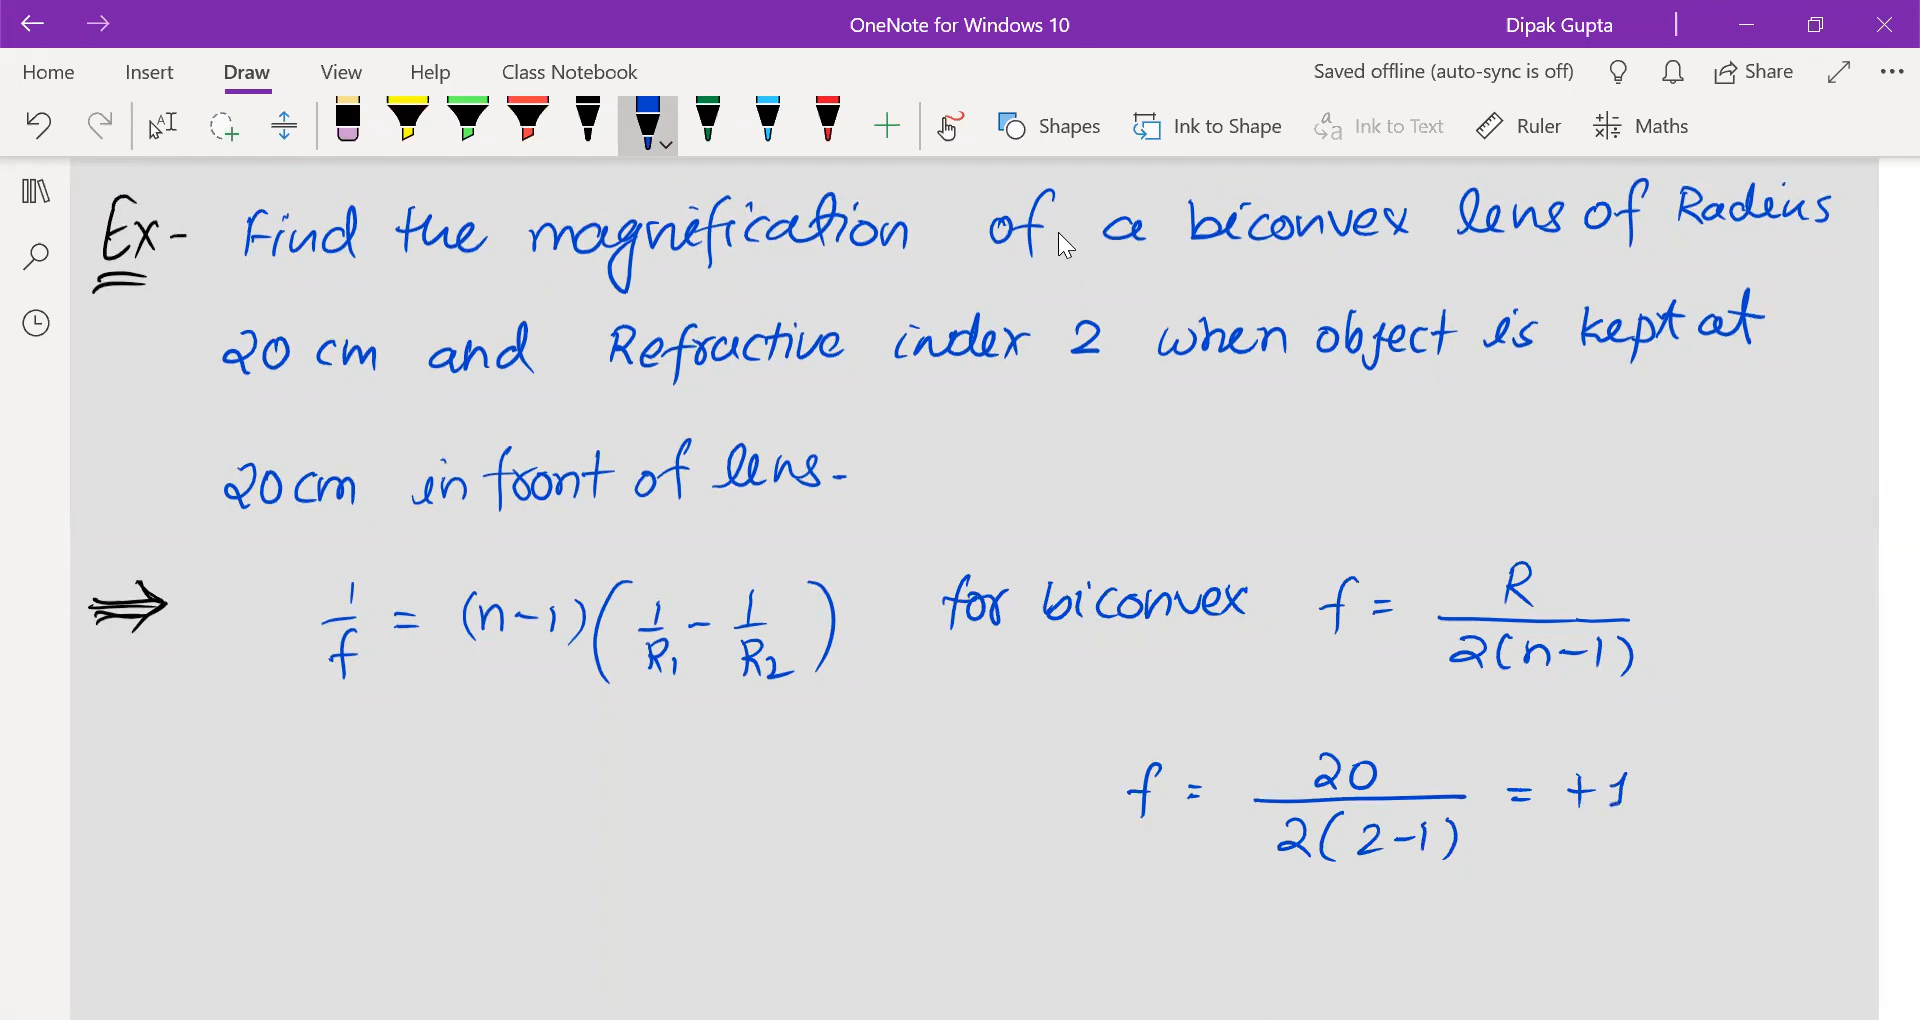 OneNote for Windows 10
Dipak Gupta
Home Insert Draw View Help Class Notebook
Saved offline (auto-sync is off) Share
Shapes Ink to Shape Ink to Text Ruler Maths
Ex- Find the magnification of a biconvex lens of Radius
20 cm and Refractive index 2 when object is kept at
20 cm in front of lens-
⇒ 1/f = (n-1)(1/R₁ - 1/R₂) for biconvex f = R/2(n-1)
f = 20/2(2-1) = +1